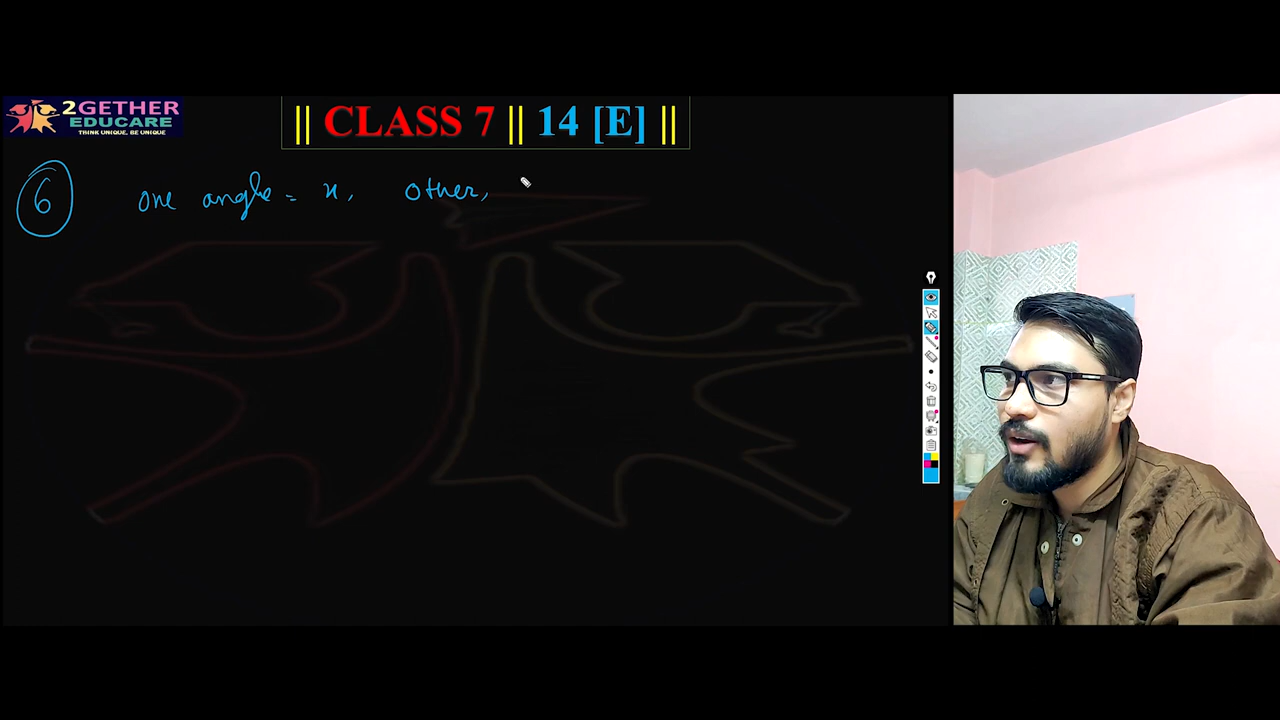 2GETHER
EDUCARE
THINK UNIQUE, BE UNIQUE
|| CLASS 7 || 14 [E] ||
6 one angle = x, other,